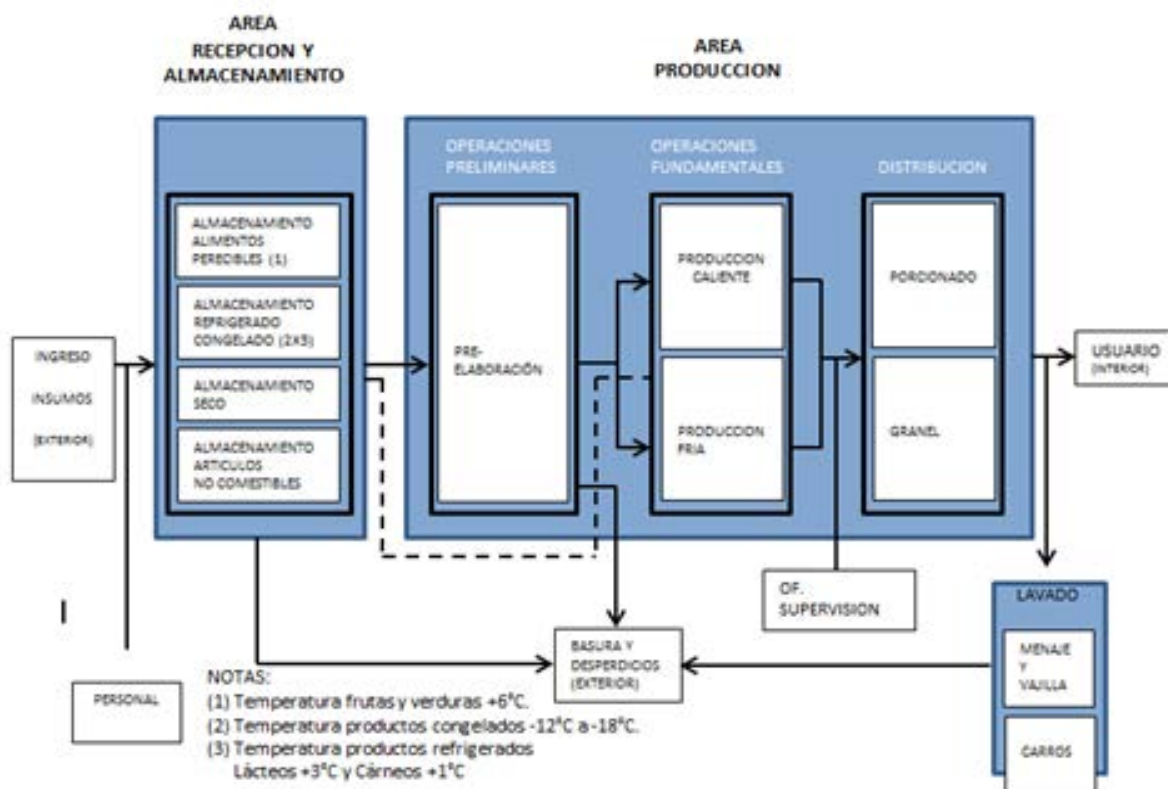 AREA
RECEPCION Y
ALMACENAMIENTO
AREA
PRODUCCION
OPERACIONES
PRELIMINARES
OPERACIONES
FUNDAMENTALES
DISTRIBUCION
ALMACENAMIENTO
ALIMENTOS
PERECIBLES (1)
ALMACENAMIENTO
REFRIGERADO
CONGELADO (2X3)
ALMACENAMIENTO
SECO
ALMACENAMIENTO
ARTICULOS
NO COMESTIBLES
INGRESO
INSUMOS
(EXTERIOR)
PRE-
ELABORACIÓN
PRODUCCION
CALIENTE
PRODUCCION
FRIA
PORCIONADO
GRANEL
USUARIO
(INTERIOR)
OF.
SUPERVISION
LAVADO
MENAJE
Y
VAJILLA
CARROS
BASURA Y
DESPERDICIOS
(EXTERIOR)
PERSONAL
NOTAS:
(1) Temperatura frutas y verduras +6°C.
(2) Temperatura productos congelados -12°C a -18°C.
(3) Temperatura productos refrigerados
Lácteos +3°C y Cárneos +1°C